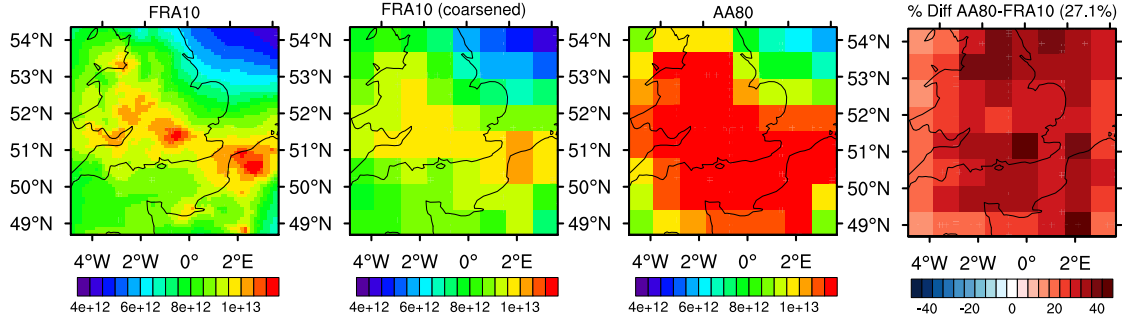 FRA10 FRA10 (coarsened) AA80 % Diff AA80-FRA10 (27.1%)
54°N 54°N 54°N 54°N
53°N 53°N 53°N 53°N
52°N 52°N 52°N 52°N
51°N 51°N 51°N 51°N
50°N 50°N 50°N 50°N
49°N 49°N 49°N 49°N
4°W 2°W 0° 2°E 4°W 2°W 0° 2°E 4°W 2°W 0° 2°E 4°W 2°W 0° 2°E
4e+12 6e+12 8e+12 1e+13 4e+12 6e+12 8e+12 1e+13 4e+12 6e+12 8e+12 1e+13 -40 -20 0 20 40